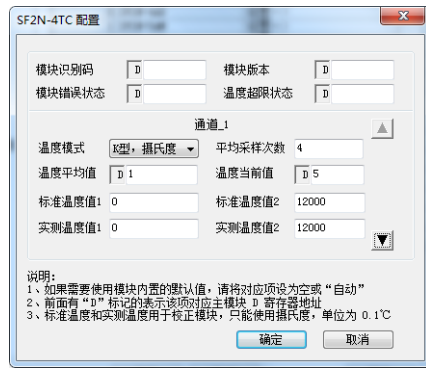 SF2N-4TC 配置
模块识别码 D 模块版本 D
模块错误状态 D 温度超限状态 D
通道_1
温度模式 K型，摄氏度 平均采样次数 4
温度平均值 D 1 温度当前值 D 5
标准温度值1 0 标准温度值2 12000
实测温度值1 0 实测温度值2 12000
说明:
1、如果需要使用模块内置的默认值，请将对应项设为空或“自动”
2、前面有“D”标记的表示该项对应主模块 D 寄存器地址
3、标准温度和实测温度用于校正模块，只能使用摄氏度，单位为 0.1℃
确定 取消